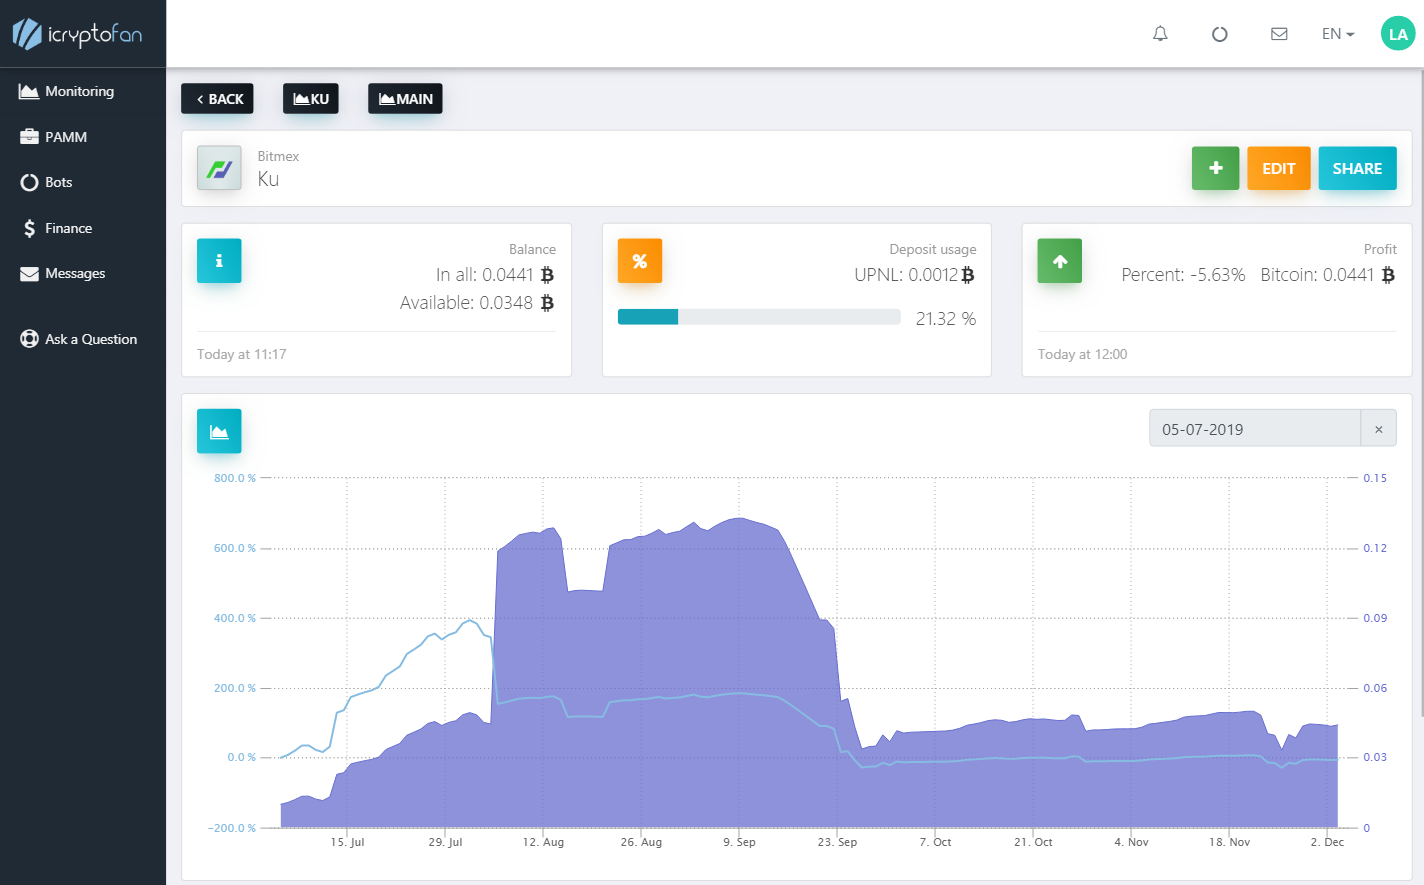 icryptofan
EN
LA
Monitoring
PAMM
Bots
Finance
Messages
Ask a Question
BACK
KU
MAIN
Bitmex
Ku
+
EDIT
SHARE
Balance
In all: 0.0441 ₿
Available: 0.0348 ₿
Today at 11:17
%
Deposit usage
UPNL: 0.0012 ₿
21.32 %
Profit
Percent: -5.63% Bitcoin: 0.0441 ₿
Today at 12:00
05-07-2019 ×
800.0 %
600.0 %
400.0 %
200.0 %
0.0 %
-200.0 %
0.15
0.12
0.09
0.06
0.03
0
15. Jul 29. Jul 12. Aug 26. Aug 9. Sep 23. Sep 7. Oct 21. Oct 4. Nov 18. Nov 2. Dec